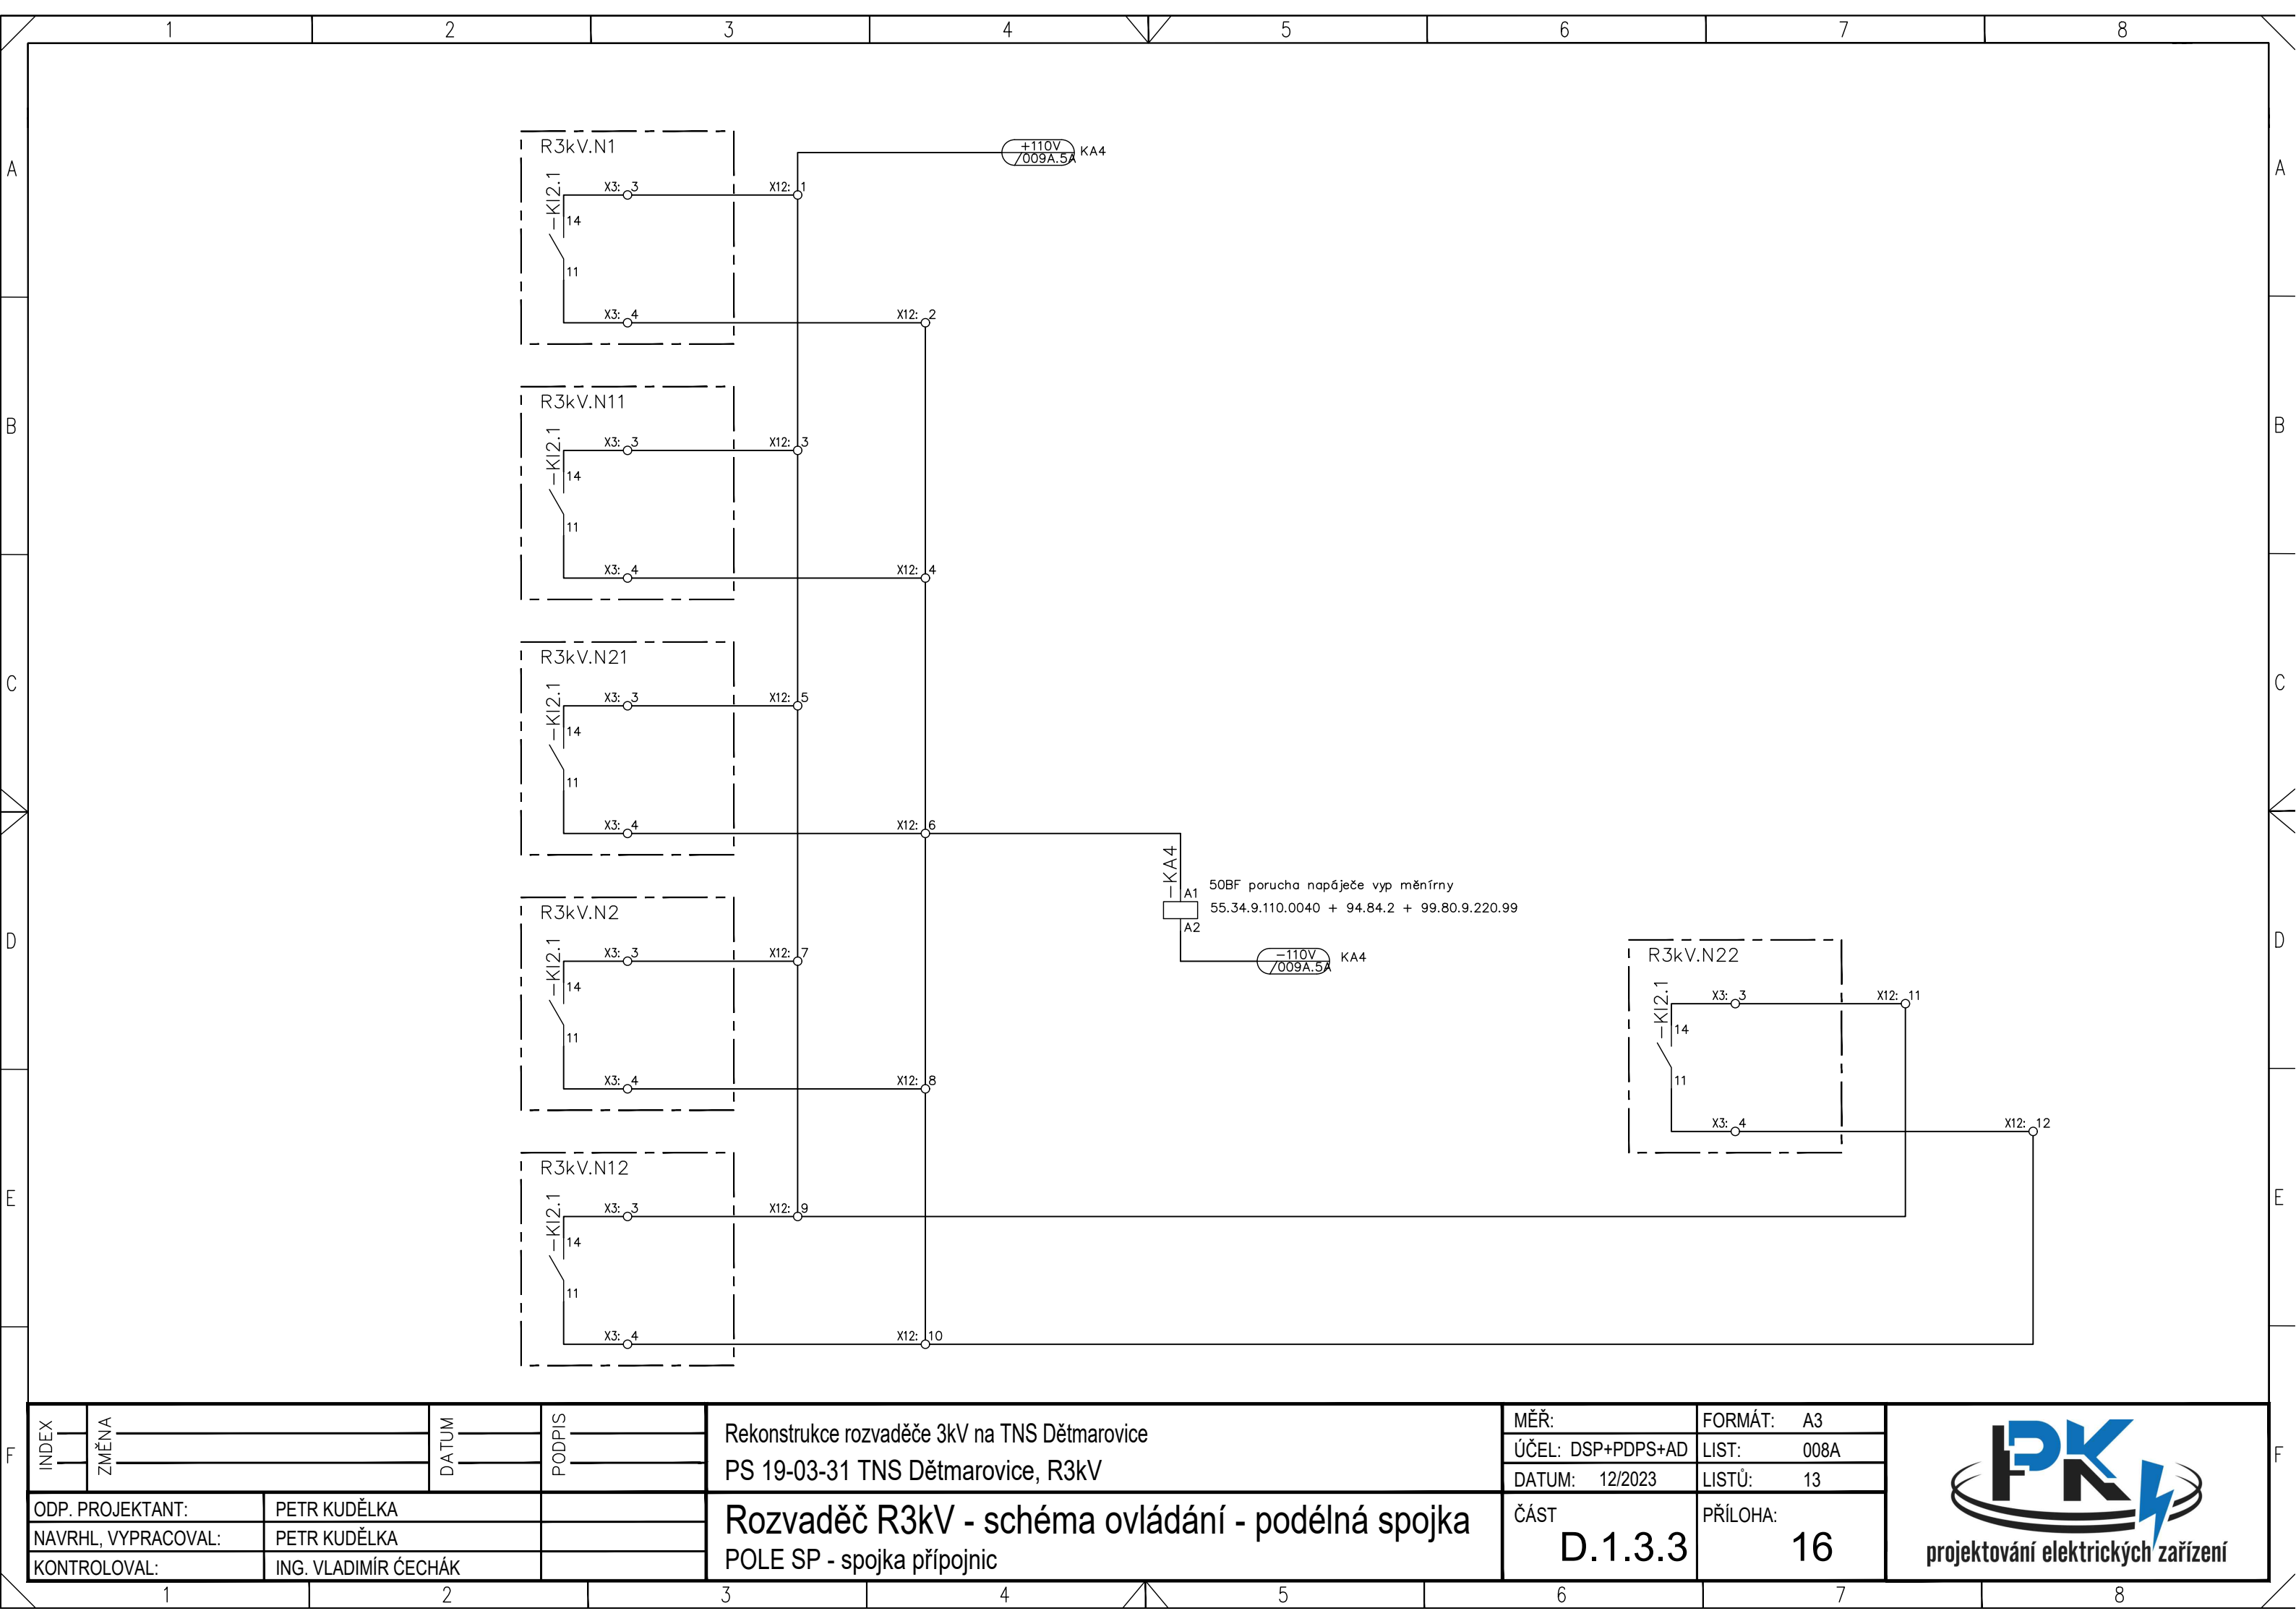 1 2 3 4 5 6 7 8
A A
B B
C C
D D
E E
F F
R3kV.N1
-KI2.1
X3: 3
14
11
X3: 4
X12: 1
X12: 2
+110V
/009A.5A
KA4
R3kV.N11
-KI2.1
X3: 3
14
11
X3: 4
X12: 3
X12: 4
R3kV.N21
-KI2.1
X3: 3
14
11
X3: 4
X12: 5
X12: 6
-KA4
A1
A2
50BF porucha napáječe vyp měnírny
55.34.9.110.0040 + 94.84.2 + 99.80.9.220.99
-110V
/009A.5A
KA4
R3kV.N2
-KI2.1
X3: 3
14
11
X3: 4
X12: 7
X12: 8
R3kV.N22
-KI2.1
X3: 3
14
11
X3: 4
X12: 11
X12: 12
R3kV.N12
-KI2.1
X3: 3
14
11
X3: 4
X12: 9
X12: 10
INDEX
ZMĚNA
DATUM
PODPIS
ODP. PROJEKTANT: PETR KUDĚLKA
NAVRHL, VYPRACOVAL: PETR KUDĚLKA
KONTROLOVAL: ING. VLADIMÍR ĆECHÁK
Rekonstrukce rozvaděče 3kV na TNS Dětmarovice
PS 19-03-31 TNS Dětmarovice, R3kV
Rozvaděč R3kV - schéma ovládání - podélná spojka
POLE SP - spojka přípojnic
MĚŘ:
FORMÁT: A3
ÚČEL: DSP+PDPS+AD
LIST: 008A
DATUM: 12/2023
LISTŮ: 13
ČÁST
D.1.3.3
PŘÍLOHA:
16
PK
projektování elektrických zařízení
1 2 3 4 5 6 7 8